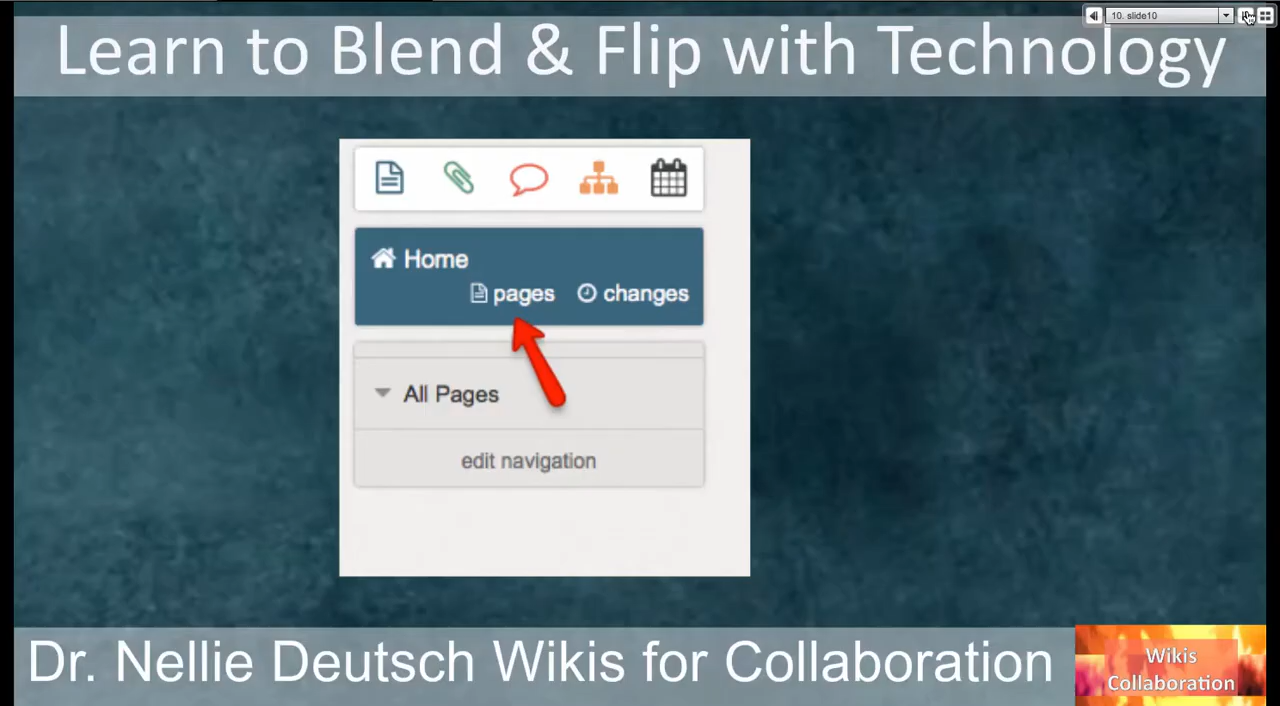 10. slide10
Learn to Blend & Flip with Technology
Home
pages changes
All Pages
edit navigation
Dr. Nellie Deutsch Wikis for Collaboration
Wikis
Collaboration